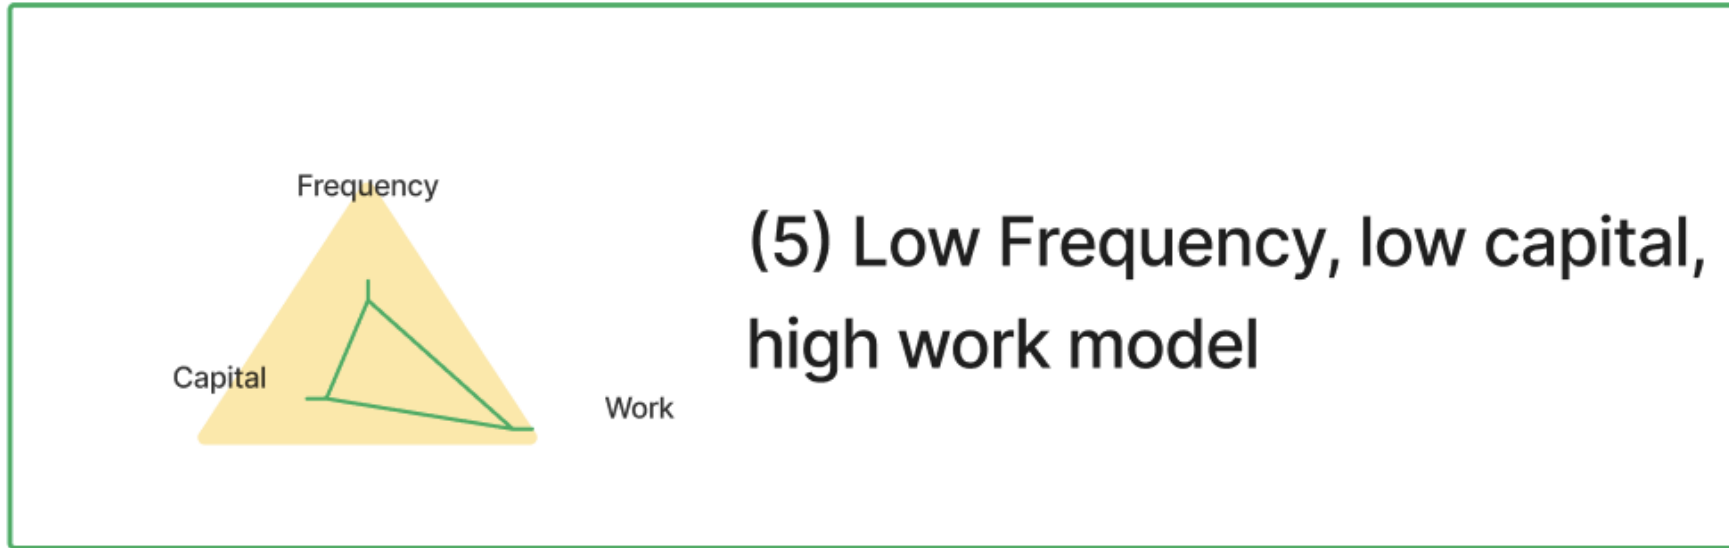 Frequency
Capital
Work
(5) Low Frequency, low capital,
high work model